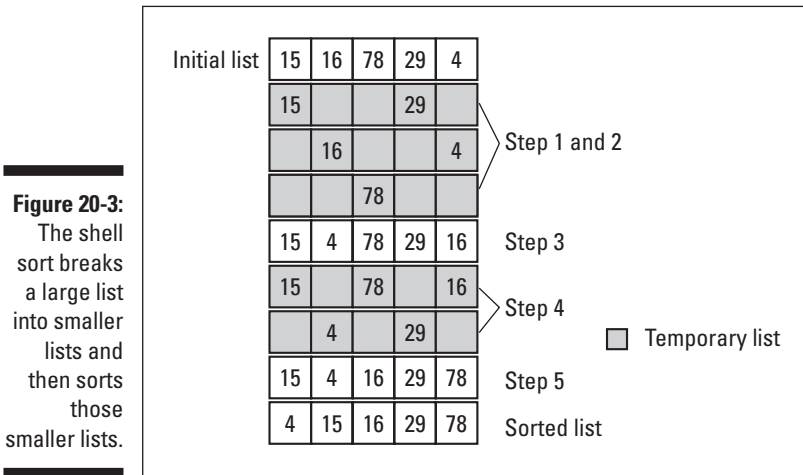 Initial list 15 16 78 29 4
15 29
16 4
Step 1 and 2
78
15 4 78 29 16 Step 3
15 78 16
Step 4
4 29
Temporary list
15 4 16 29 78 Step 5
4 15 16 29 78 Sorted list
Figure 20-3:
The shell
sort breaks
a large list
into smaller
lists and
then sorts
those
smaller lists.